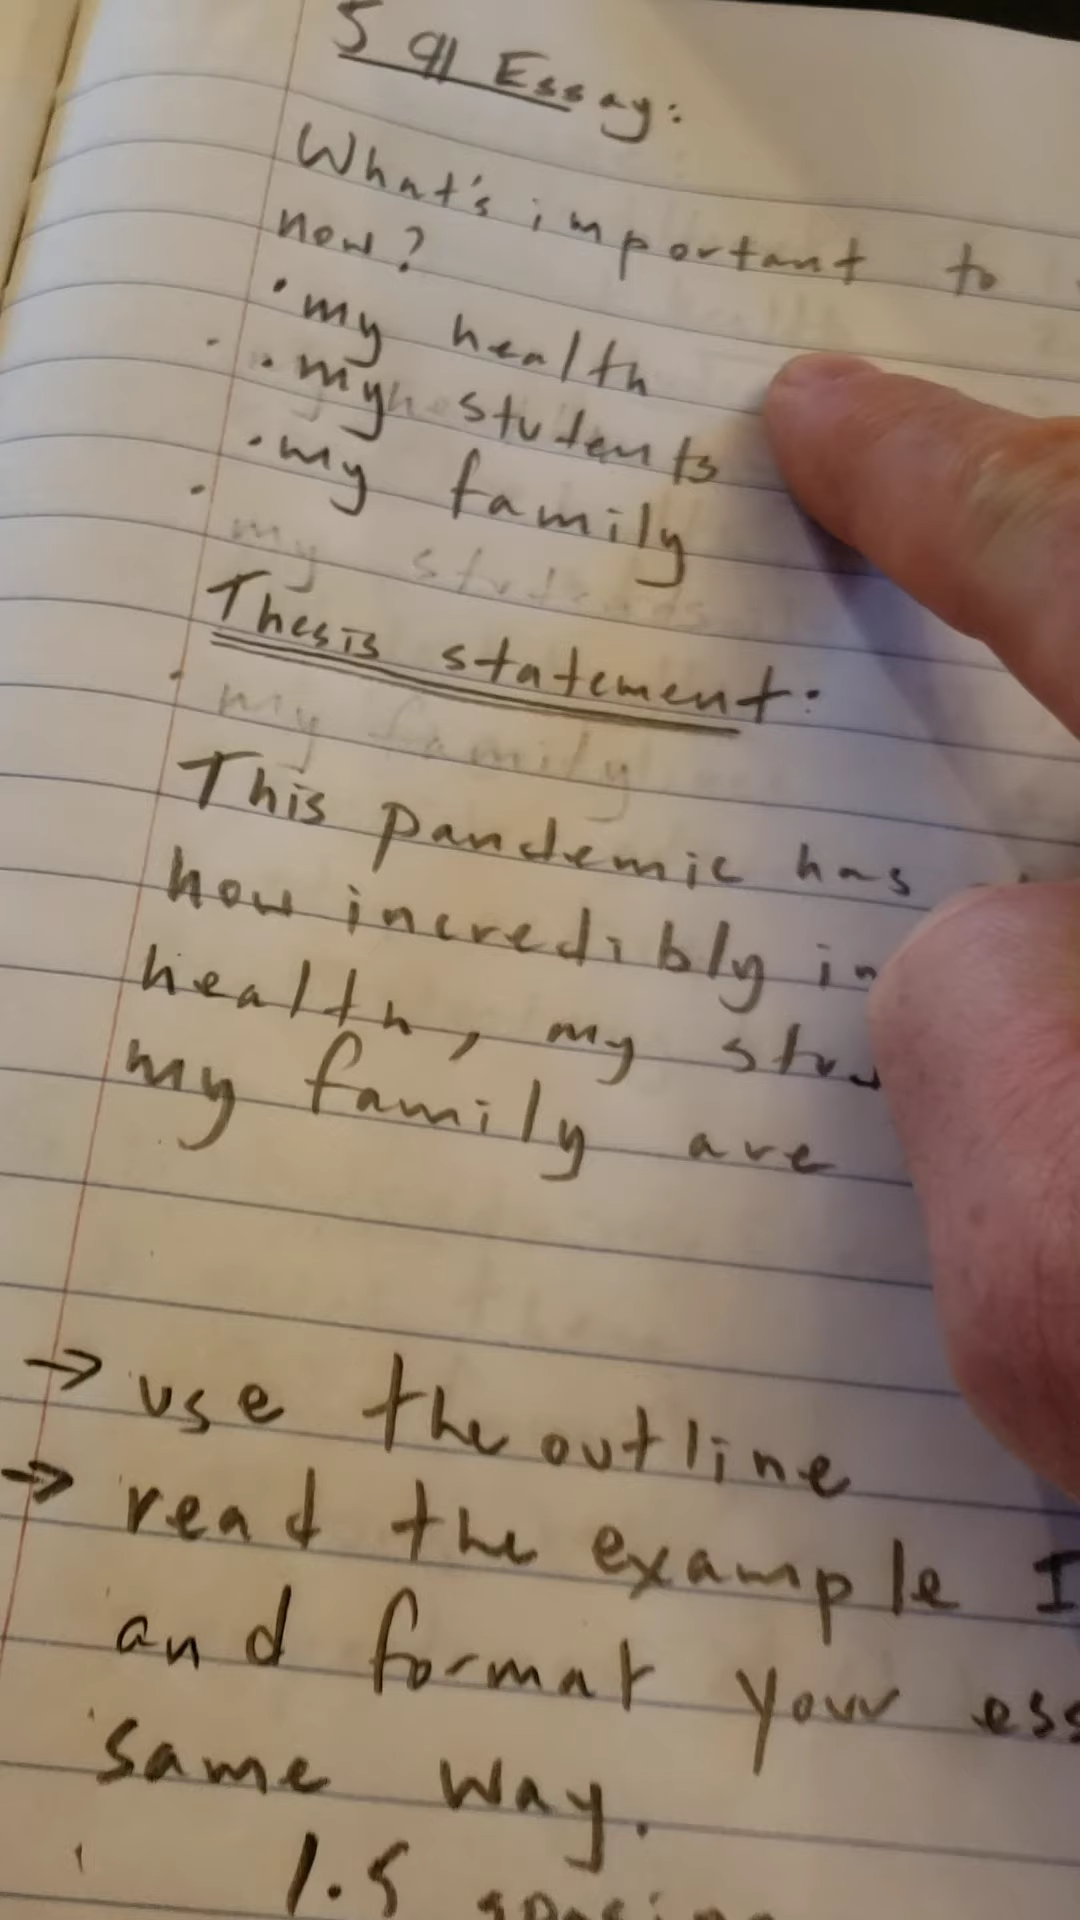 5 ¶ Essay:
What's important to
now?
· my health
· my students
· my family
Thesis statement:
This pandemic has
how incredibly
health, my
my family are
→ use the outline
→ read the example I
and format your
same way.
1.5 spacing